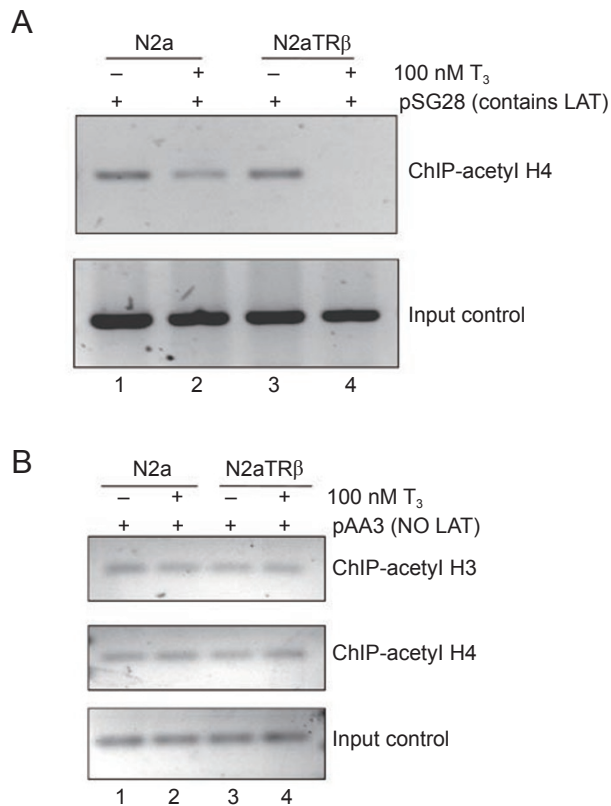 A
N2a N2aTRβ
– + – + 100 nM T₃
+ + + + pSG28 (contains LAT)
ChIP-acetyl H4
Input control
1 2 3 4
B
N2a N2aTRβ
– + – + 100 nM T₃
+ + + + pAA3 (NO LAT)
ChIP-acetyl H3
ChIP-acetyl H4
Input control
1 2 3 4